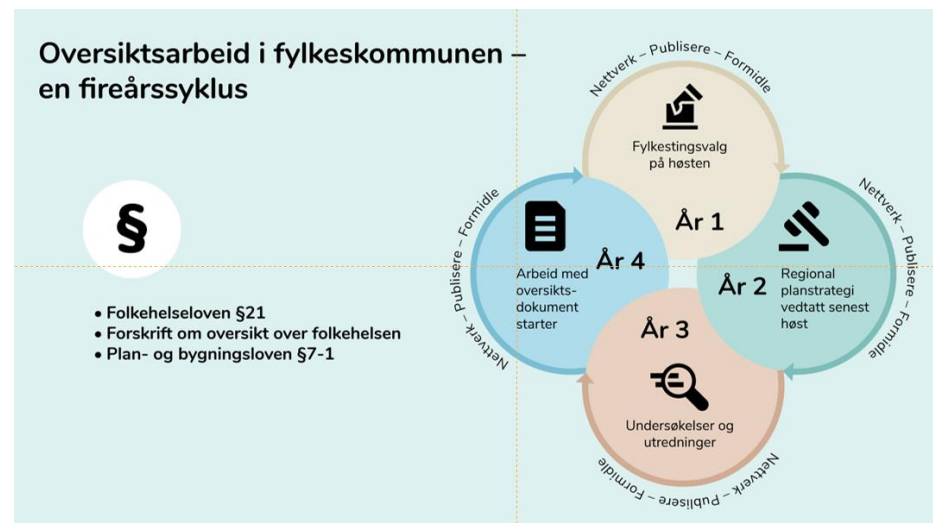 Oversiktsarbeid i fylkeskommunen –
en fireårssyklus
§
• Folkehelseloven §21
• Forskrift om oversikt over folkehelsen
• Plan- og bygningsloven §7-1
Nettverk – Publisere – Formidle
Fylkestingsvalg
på høsten
År 1
Nettverk – Publisere – Formidle
År 2
Regional
planstrategi
vedtatt senest
høst
År 3
Undersøkelser og
utredninger
Nettverk – Publisere – Formidle
År 4
Arbeid med
oversikts-
dokument
starter
Nettverk – Publisere – Formidle